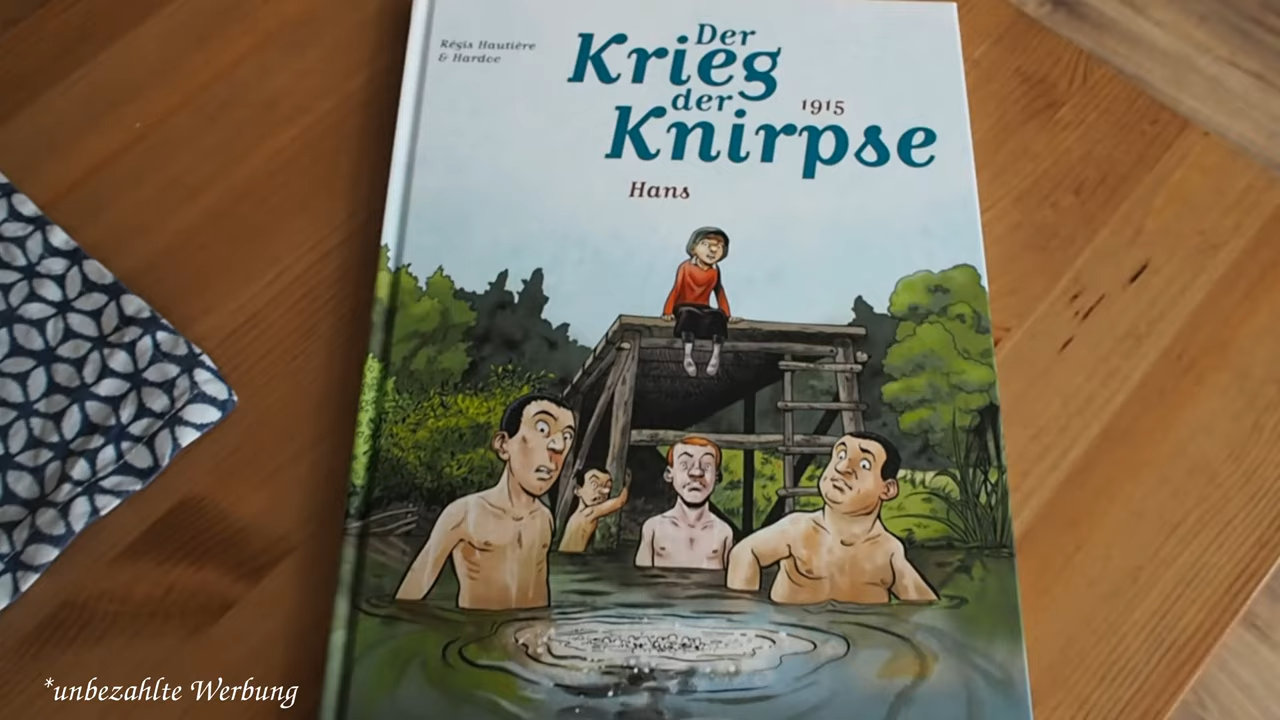 Régis Hautière
& Hardoc
Der
Krieg
der
1915
Knirpse
Hans
*unbezahlte Werbung